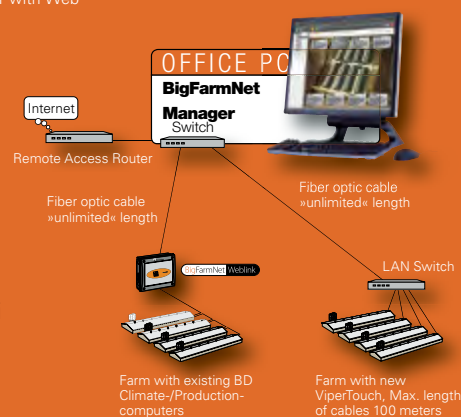 with Web
OFFICE PC
BigFarmNet
Manager
Switch
Internet
Remote Access Router
Fiber optic cable
»unlimited« length
Fiber optic cable
»unlimited« length
LAN Switch
BigFarmNet Weblink
Farm with existing BD
Climate-/Production-
computers
Farm with new
ViperTouch, Max. length
of cables 100 meters